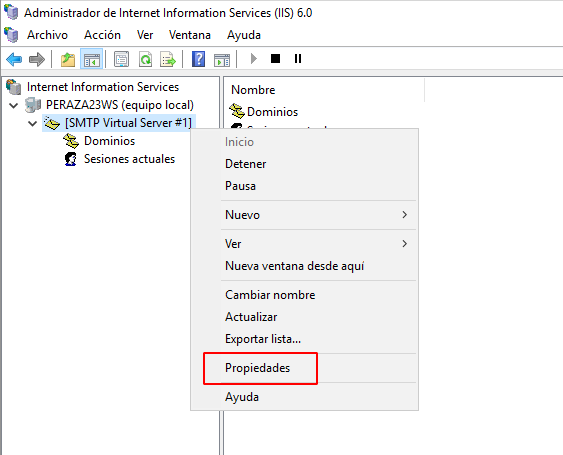 Administrador de Internet Information Services (IIS) 6.0
Archivo Acción Ver Ventana Ayuda
Internet Information Services
PERAZA23WS (equipo local)
[SMTP Virtual Server #1]
Dominios
Sesiones actuales
Nombre
Dominios
Inicio
Detener
Pausa
Nuevo
Ver
Nueva ventana desde aquí
Cambiar nombre
Actualizar
Exportar lista...
Propiedades
Ayuda